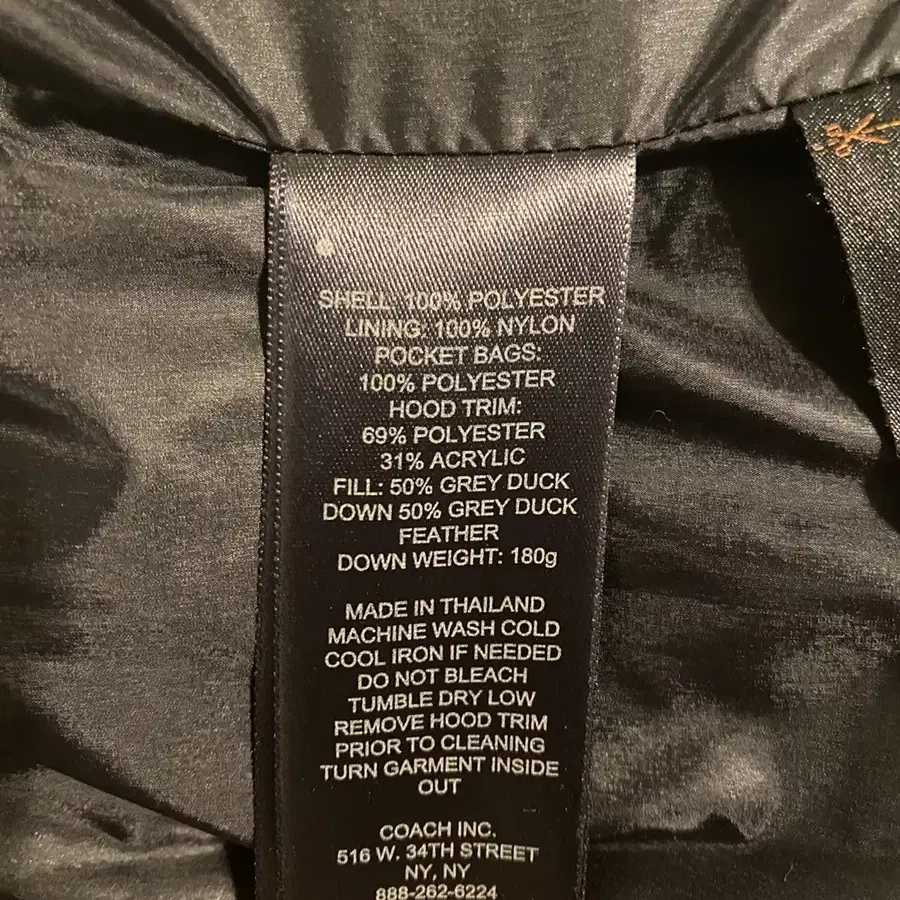 SHELL 100% POLYESTER
LINING: 100% NYLON
POCKET BAGS:
100% POLYESTER
HOOD TRIM:
69% POLYESTER
31% ACRYLIC
FILL: 50% GREY DUCK
DOWN 50% GREY DUCK
FEATHER
DOWN WEIGHT: 180g
MADE IN THAILAND
MACHINE WASH COLD
COOL IRON IF NEEDED
DO NOT BLEACH
TUMBLE DRY LOW
REMOVE HOOD TRIM
PRIOR TO CLEANING
TURN GARMENT INSIDE
OUT
COACH INC.
516 W. 34TH STREET
NY, NY
888-262-6224